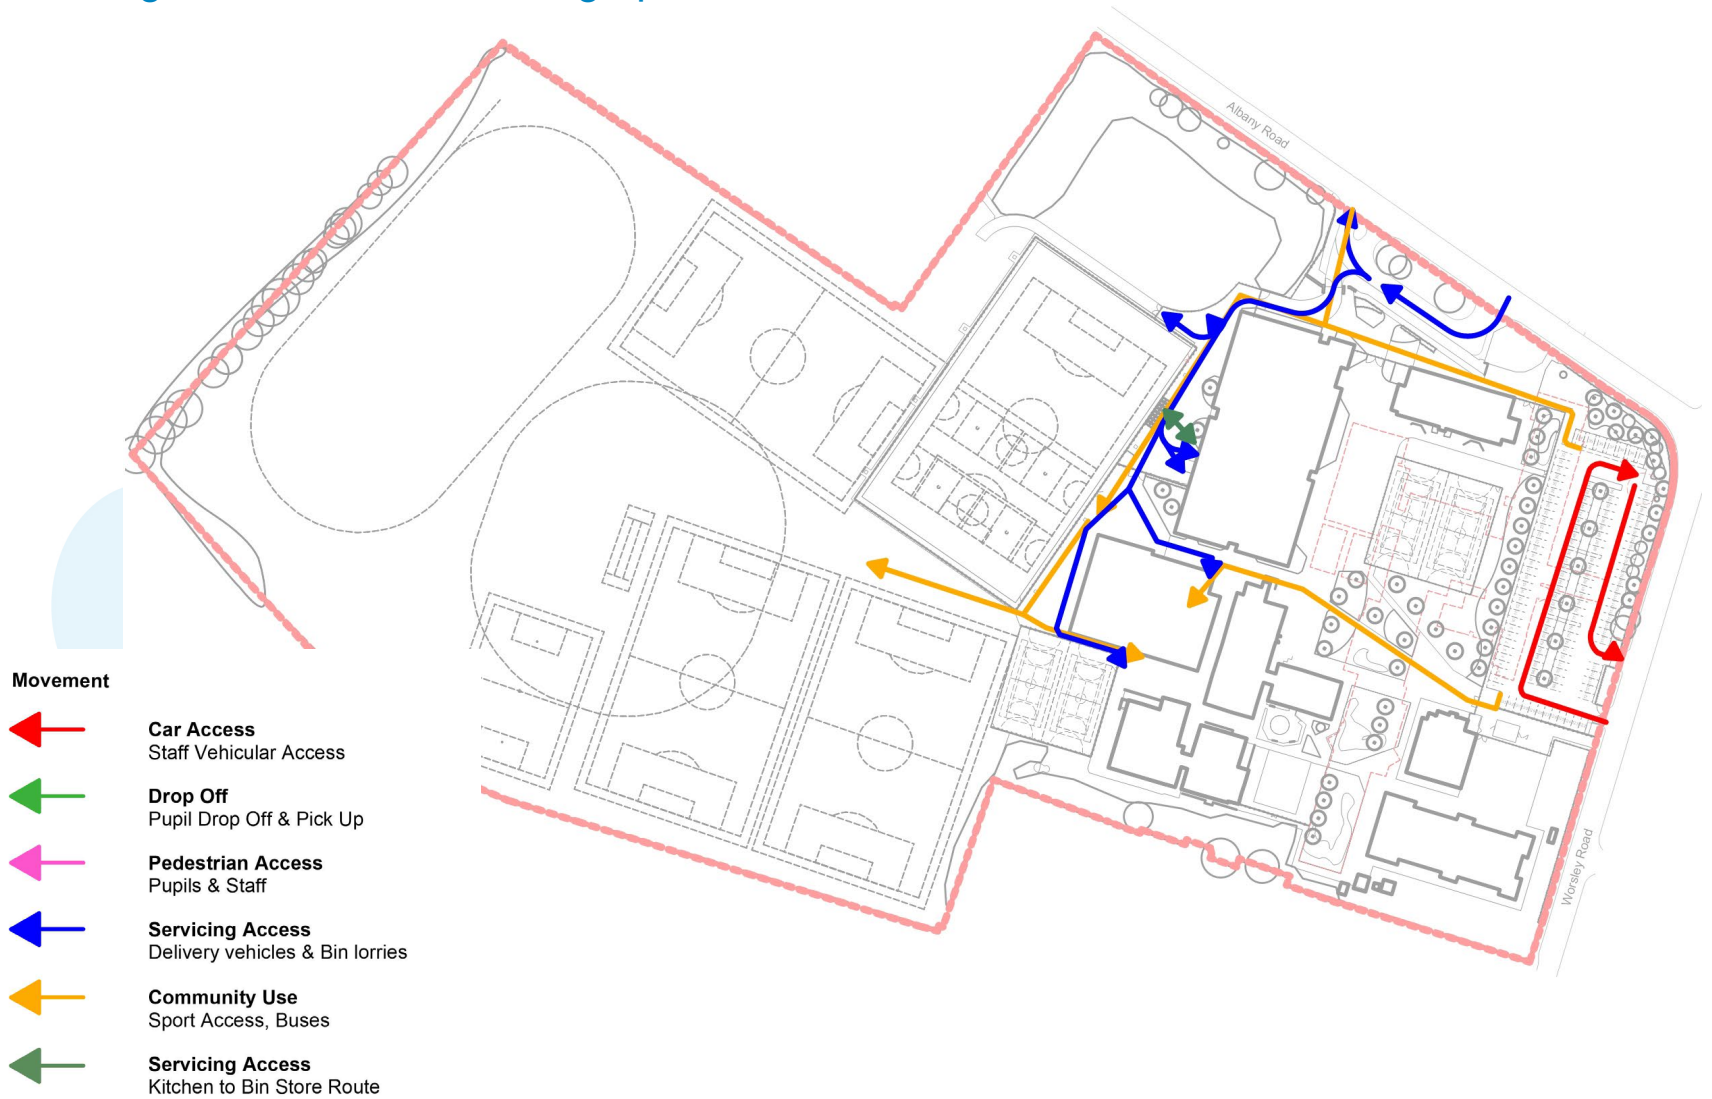 Albany Road
Worsley Road
Movement
Car Access
Staff Vehicular Access
Drop Off
Pupil Drop Off & Pick Up
Pedestrian Access
Pupils & Staff
Servicing Access
Delivery vehicles & Bin lorries
Community Use
Sport Access, Buses
Servicing Access
Kitchen to Bin Store Route